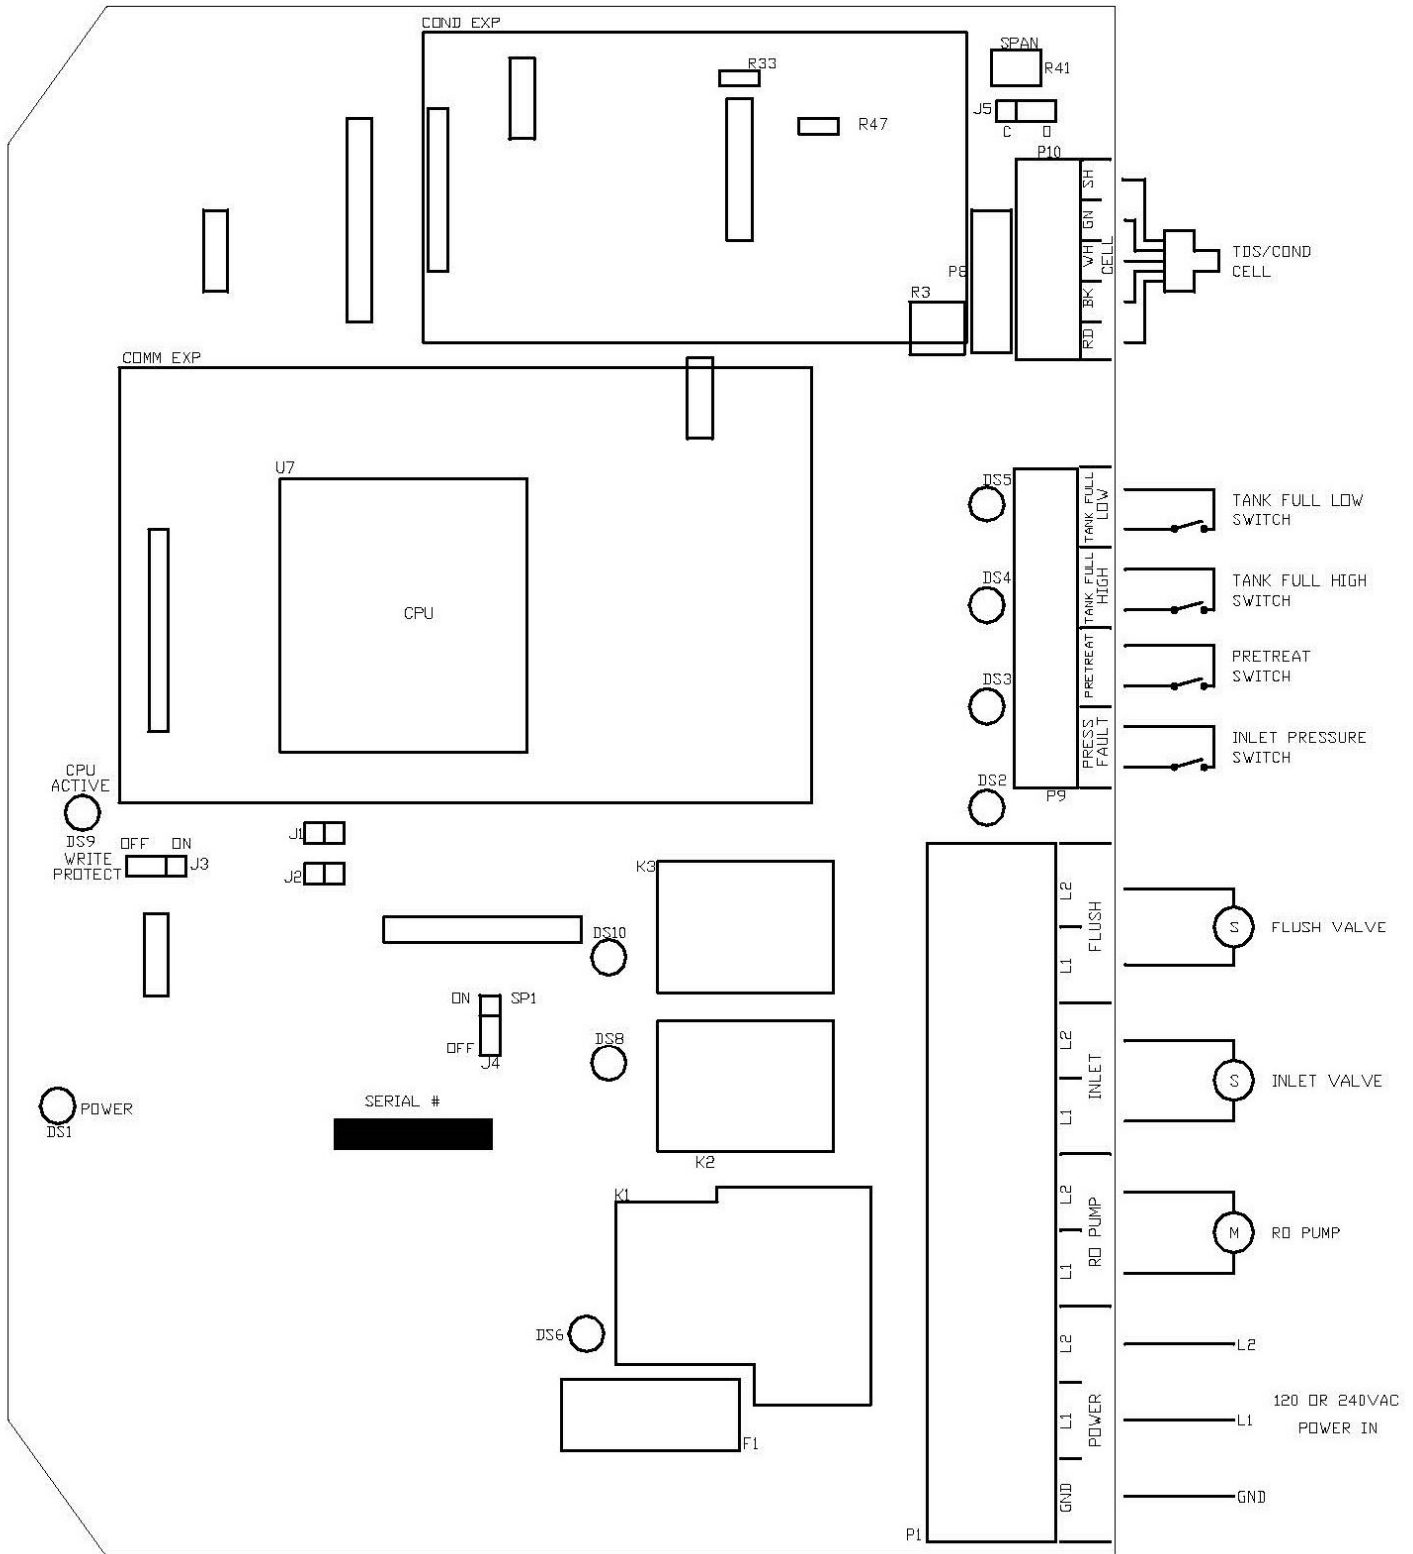 COND EXP
SPAN
R33
R41
R47
J5
C O
P10
SH
GN
WH
BK
RD
CELL
TDS/COND
CELL
P8
R3
COMM EXP
U7
CPU
DS5
TANK FULL
LOW
TANK FULL LOW
SWITCH
DS4
TANK FULL
HIGH
TANK FULL HIGH
SWITCH
DS3
PRETREAT
PRETREAT
SWITCH
PRESS
FAULT
INLET PRESSURE
SWITCH
DS2
P9
CPU
ACTIVE
DS9
WRITE
PROTECT
OFF ON
J3
J1
J2
K3
L2
L1
FLUSH
S
FLUSH VALVE
DS10
ON
SP1
OFF
J4
DS8
L2
L1
INLET
S
INLET VALVE
POWER
DS1
SERIAL #
K2
K1
L2
L1
RO PUMP
M
RO PUMP
DS6
F1
L2
L1
GND
POWER
L2
L1
120 OR 240VAC
POWER IN
GND
P1